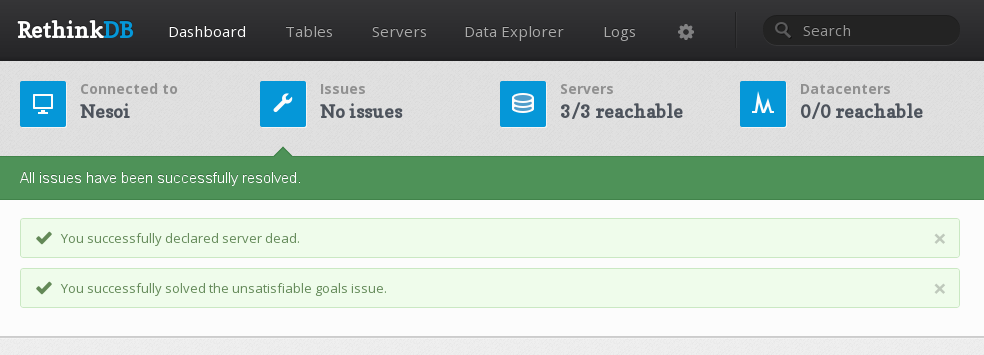 RethinkDB Dashboard Tables Servers Data Explorer Logs Search
Connected to Issues Servers Datacenters
Nesoi No issues 3/3 reachable 0/0 reachable
All issues have been successfully resolved.
You successfully declared server dead.
You successfully solved the unsatisfiable goals issue.